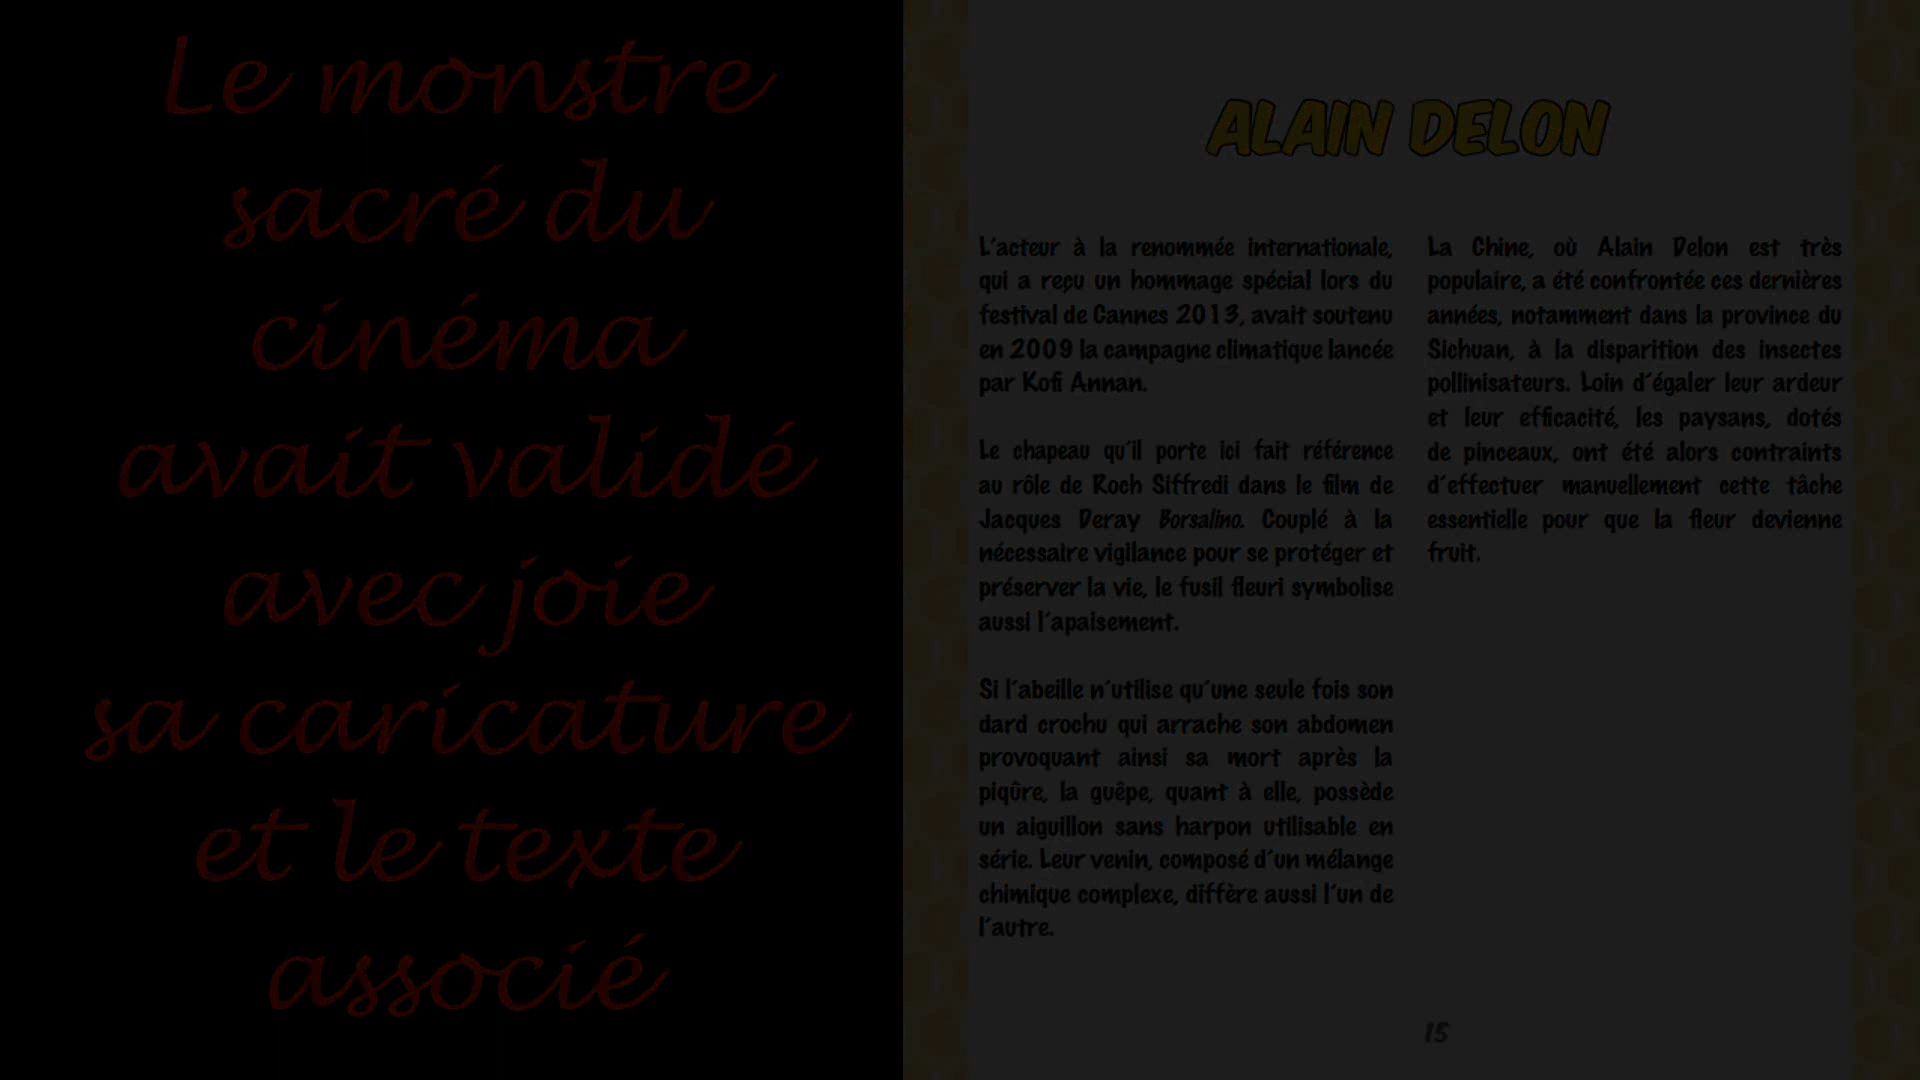 Le monstre
sacré du
cinéma
avait validé
avec joie
sa caricature
et le texte
associé
ALAIN DELON
L'acteur à la renommée internationale,
qui a reçu un hommage spécial lors du
festival de Cannes 2013, avait soutenu
en 2009 la campagne climatique lancée
par Kofi Annan.
Le chapeau qu'il porte ici fait référence
au rôle de Roch Siffredi dans le film de
Jacques Deray Borsalino. Couplé à la
nécessaire vigilance pour se protéger et
préserver la vie, le fusil fleuri symbolise
aussi l'apaisement.
Si l'abeille n'utilise qu'une seule fois son
dard crochu qui arrache son abdomen
provoquant ainsi sa mort après la
piqûre, la guêpe, quant à elle, possède
un aiguillon sans harpon utilisable en
série. Leur venin, composé d'un mélange
chimique complexe, diffère aussi l'un de
l'autre.
La Chine, où Alain Delon est très
populaire, a été confrontée ces dernières
années, notamment dans la province du
Sichuan, à la disparition des insectes
pollinisateurs. Loin d'égaler leur ardeur
et leur efficacité, les paysans, dotés
de pinceaux, ont été alors contraints
d'effectuer manuellement cette tâche
essentielle pour que la fleur devienne
fruit.
15